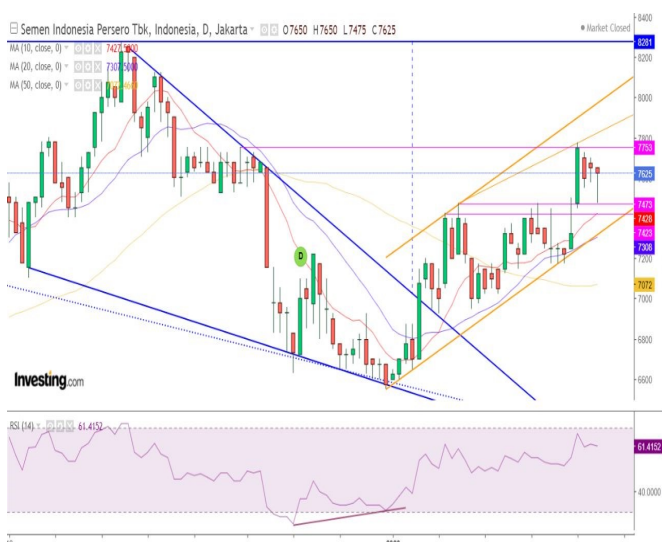 Semen Indonesia Persero Tbk, Indonesia, D, Jakarta O7650 H7650 L7475 C7625
Market Closed
MA (10, close, 0) 7427.5000
MA (20, close, 0) 7307.5000
MA (50, close, 0)
8400
8281
8200
8000
7800
7753
7625
7473
7428
7423
7308
7200
7072
7000
6800
6600
D
Investing.com
RSI (14) 61.4152
61.4152
40.0000